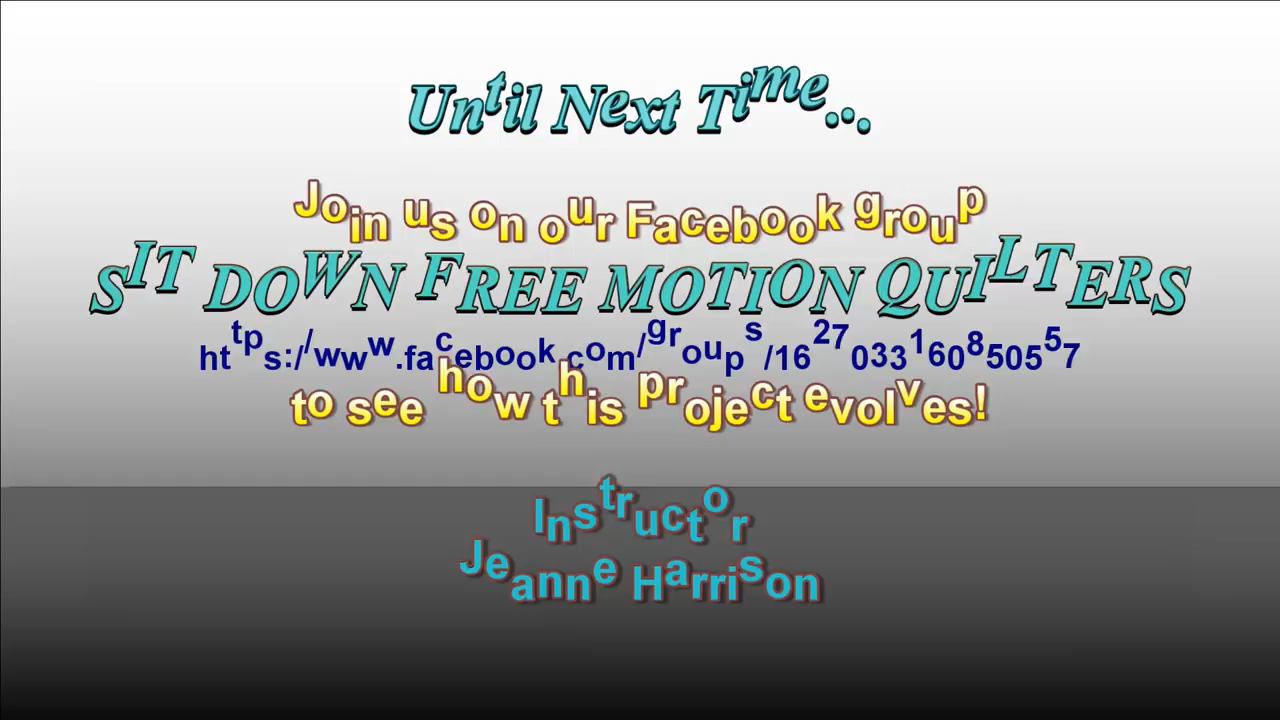 Until Next Time...
Join us on our Facebook group
SIT DOWN FREE MOTION QUILTERS
https://www.facebook.com/groups/1627033160850557
to see how this project evolves!
Instructor
Jeanne Harrison